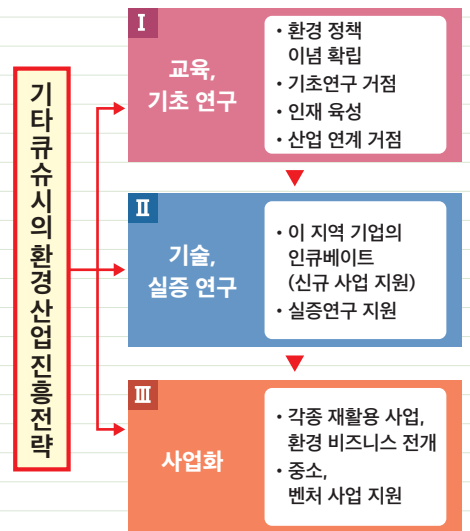 기타큐슈시의 환경 산업 진흥전략
Ⅰ
교육,
기초 연구
• 환경 정책
이념 확립
• 기초연구 거점
• 인재 육성
• 산업 연계 거점
Ⅱ
기술,
실증 연구
• 이 지역 기업의
인큐베이트
(신규 사업 지원)
• 실증연구 지원
Ⅲ
사업화
• 각종 재활용 사업,
환경 비즈니스 전개
• 중소,
벤처 사업 지원